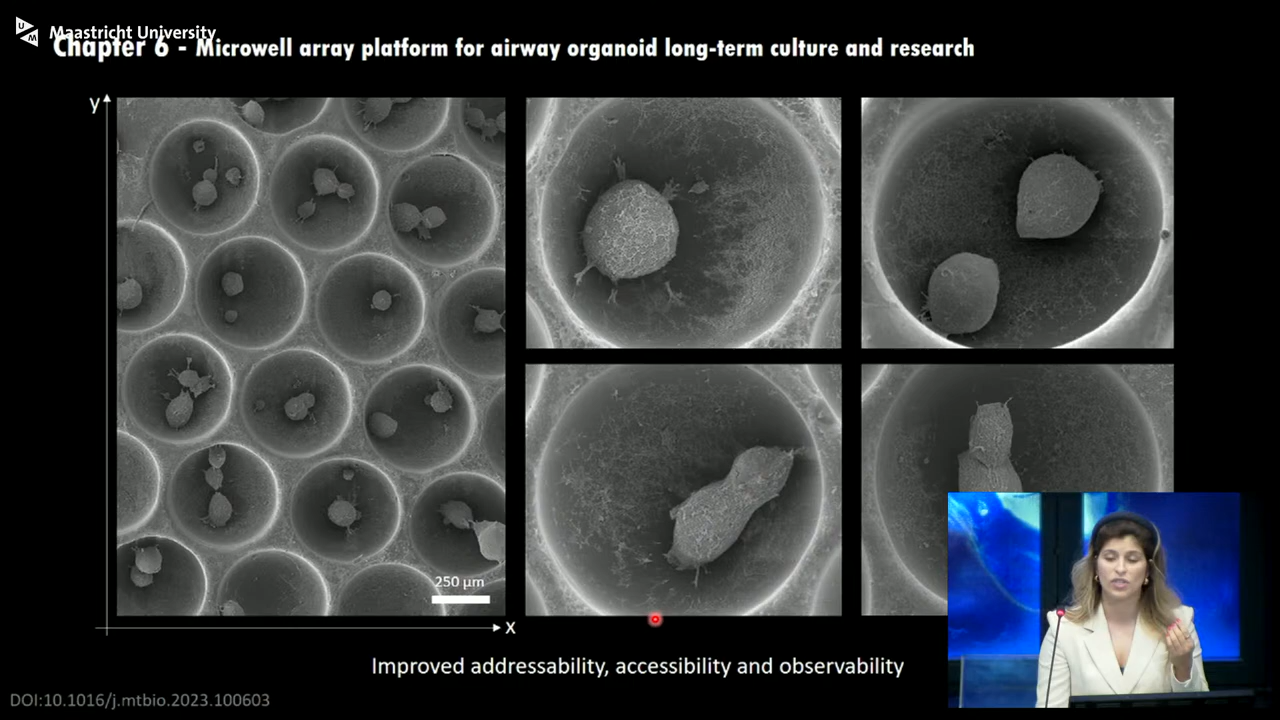 UM Maastricht University
Chapter 6 - Microwell array platform for airway organoid long-term culture and research
y
250 µm
x
Improved addressability, accessibility and observability
DOI:10.1016/j.mtbio.2023.100603